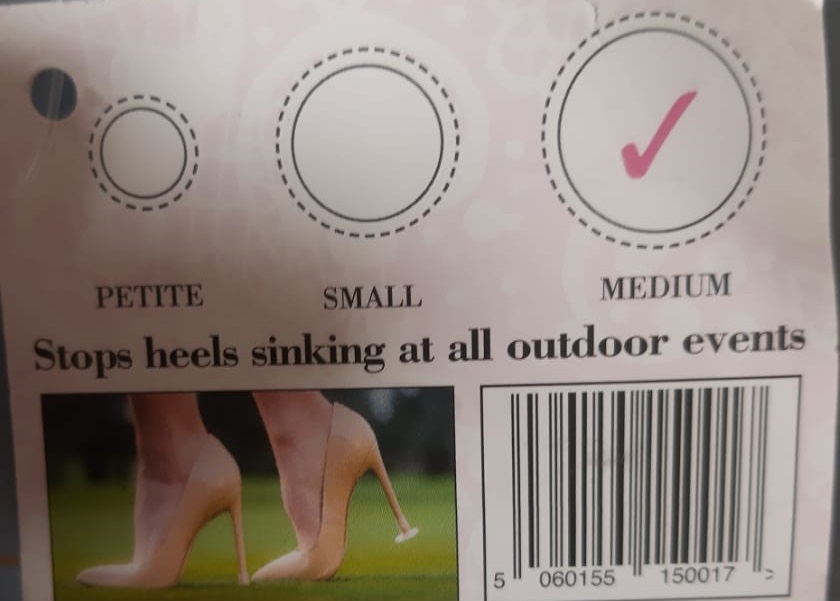 PETITE SMALL MEDIUM
Stops heels sinking at all outdoor events
5 060155 150017 >